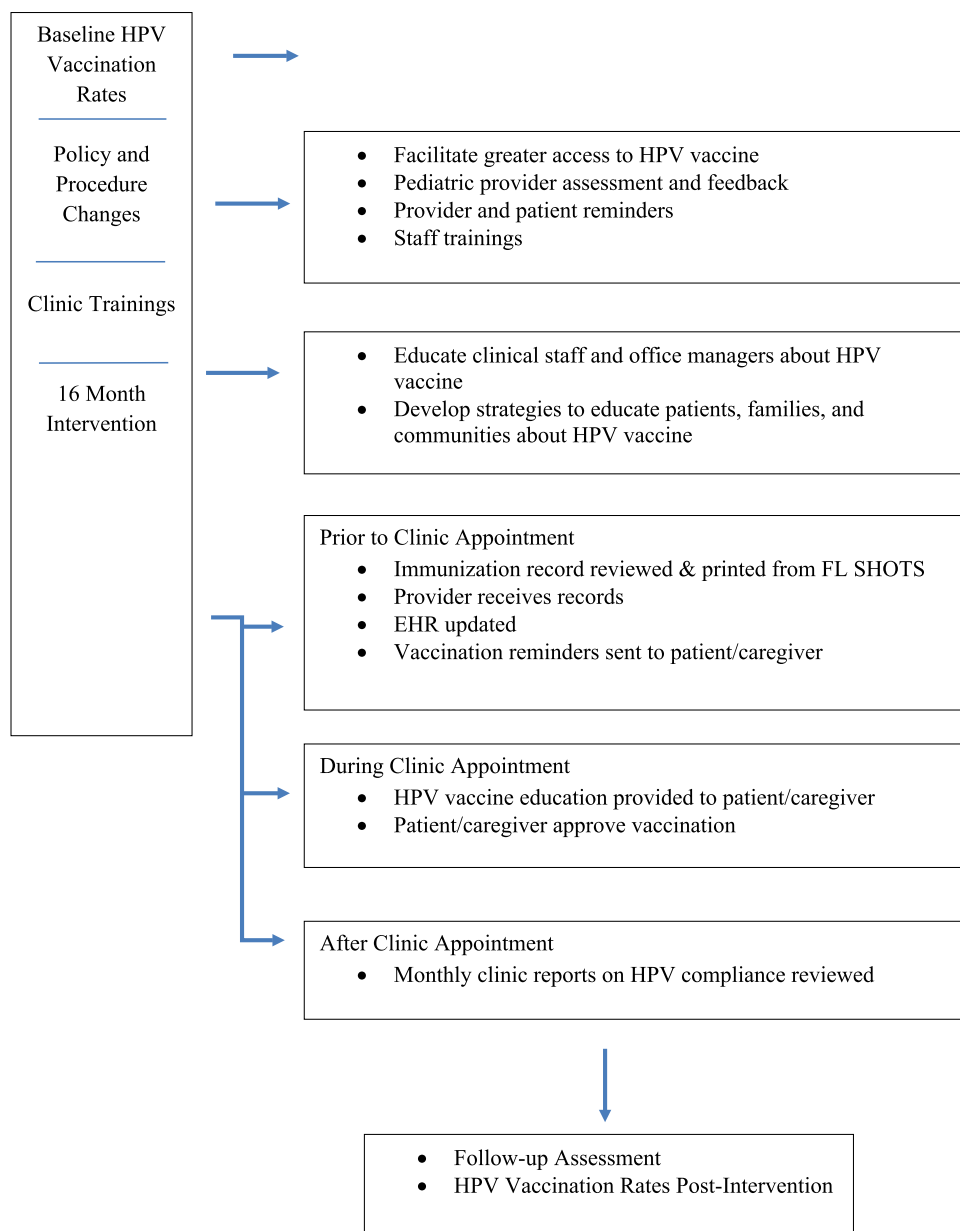 Baseline HPV
Vaccination
Rates
Policy and
Procedure
Changes
Clinic Trainings
16 Month
Intervention
• Facilitate greater access to HPV vaccine
• Pediatric provider assessment and feedback
• Provider and patient reminders
• Staff trainings
• Educate clinical staff and office managers about HPV
vaccine
• Develop strategies to educate patients, families, and
communities about HPV vaccine
Prior to Clinic Appointment
• Immunization record reviewed & printed from FL SHOTS
• Provider receives records
• EHR updated
• Vaccination reminders sent to patient/caregiver
During Clinic Appointment
• HPV vaccine education provided to patient/caregiver
• Patient/caregiver approve vaccination
After Clinic Appointment
• Monthly clinic reports on HPV compliance reviewed
• Follow-up Assessment
• HPV Vaccination Rates Post-Intervention